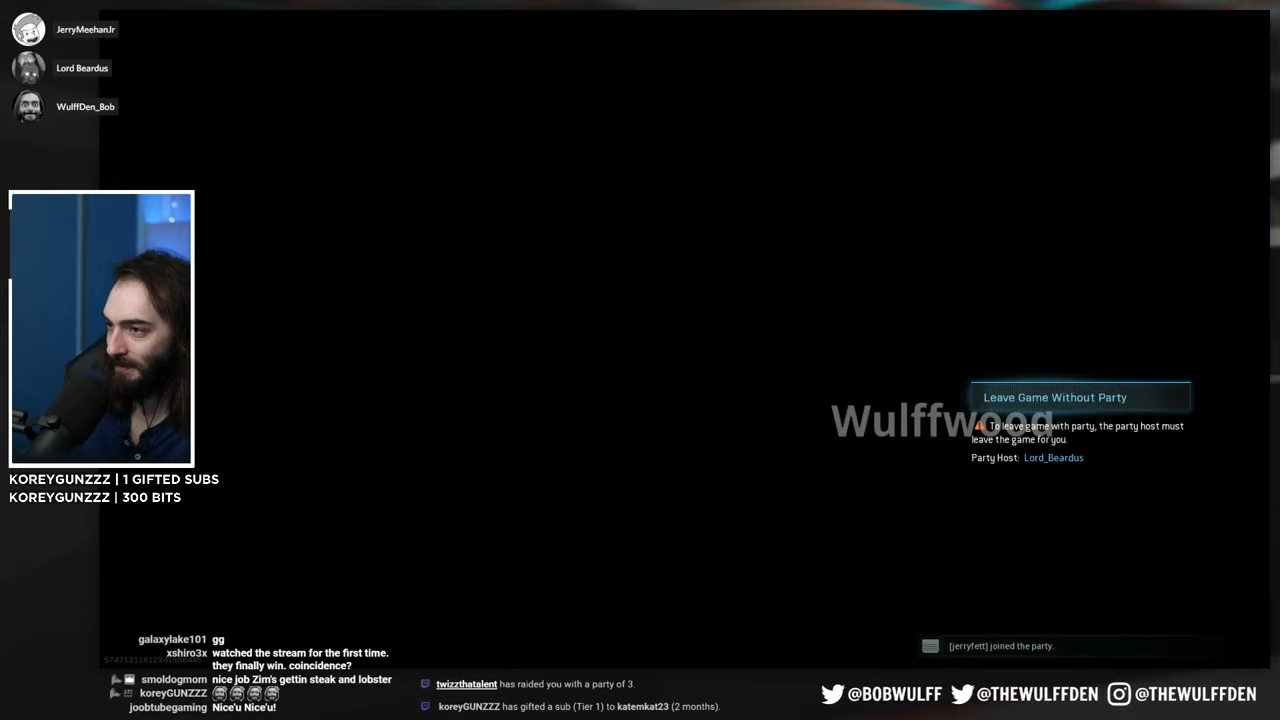 JerryMeehanJr
Lord Beardus
WulffDen_Bob
KOREYGUNZZZ | 1 GIFTED SUBS
KOREYGUNZZZ | 300 BITS
Wulffwood
Leave Game Without Party
To leave game with party, the party host must
leave the game for you.
Party Host: Lord_Beardus
[jerryfett] joined the party.
galaxylake101 gg
xshiro3x watched the stream for the first time.
they finally win. coincidence?
smoldogmom nice job Zim's gettin steak and lobster
koreyGUNZZZ
joobtubegaming Nice'u Nice'u!
twizzthatalent has raided you with a party of 3.
koreyGUNZZZ has gifted a sub (Tier 1) to katemkat23 (2 months).
@BOBWULFF @THEWULFFDEN @THEWULFFDEN